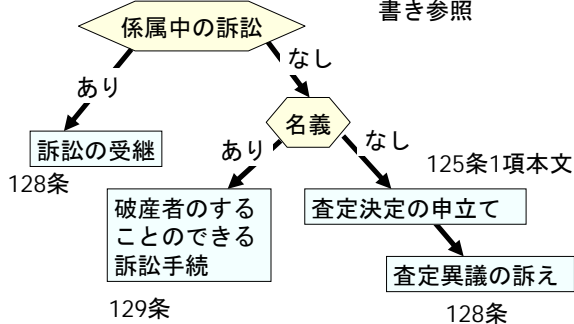 書き参照
係属中の訴訟
あり
なし
訴訟の受継
128条
名義
あり
なし
125条1項本文
破産者のする
ことのできる
訴訟手続
129条
査定決定の申立て
査定異議の訴え
128条